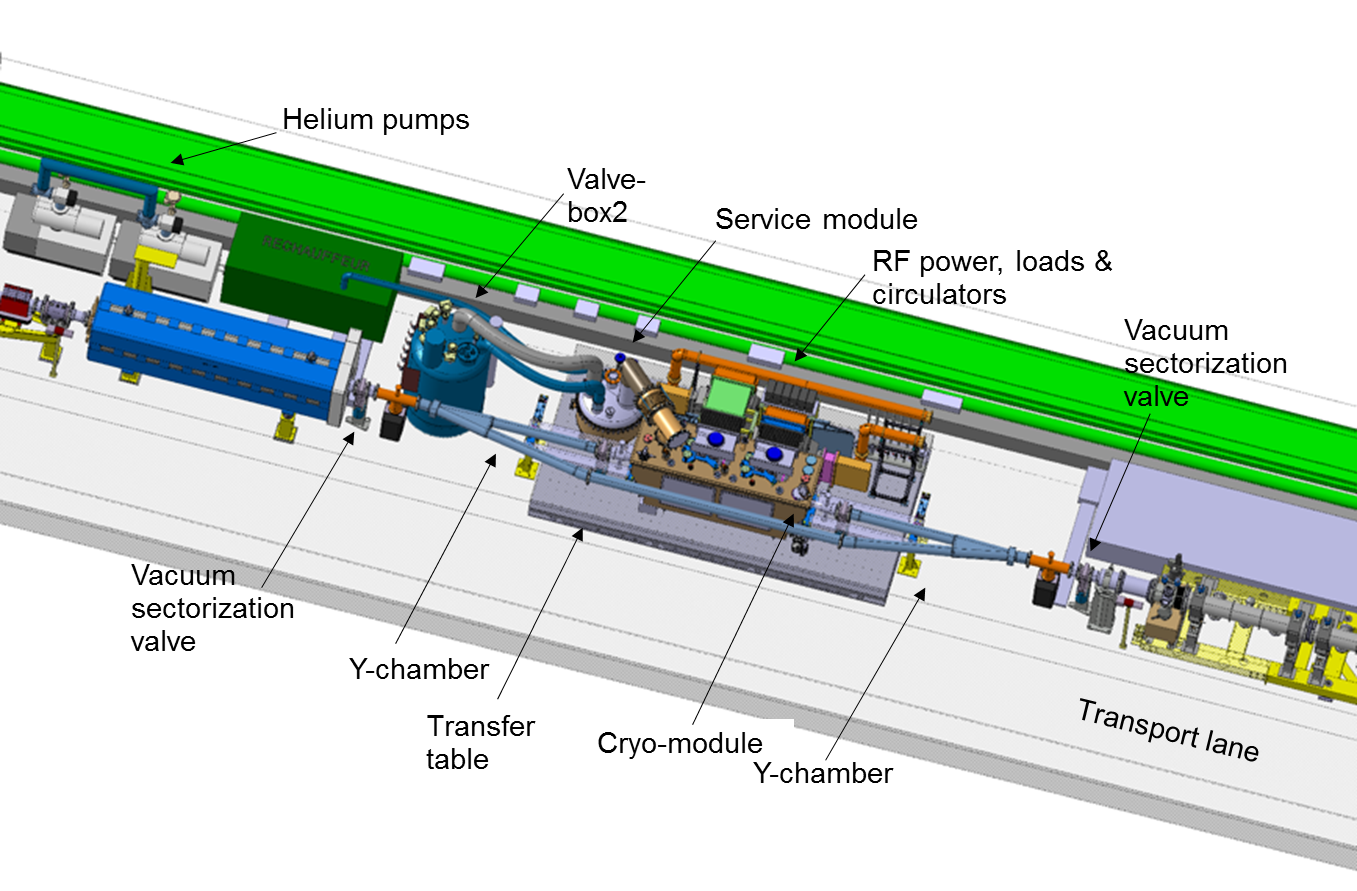 Helium pumps
Valve-
box2
Service module
RF power, loads &
circulators
Vacuum
sectorization
valve
RECHAUFFEUR
Vacuum
sectorization
valve
Y-chamber
Transfer
table
Cryo-module
Y-chamber
Transport lane